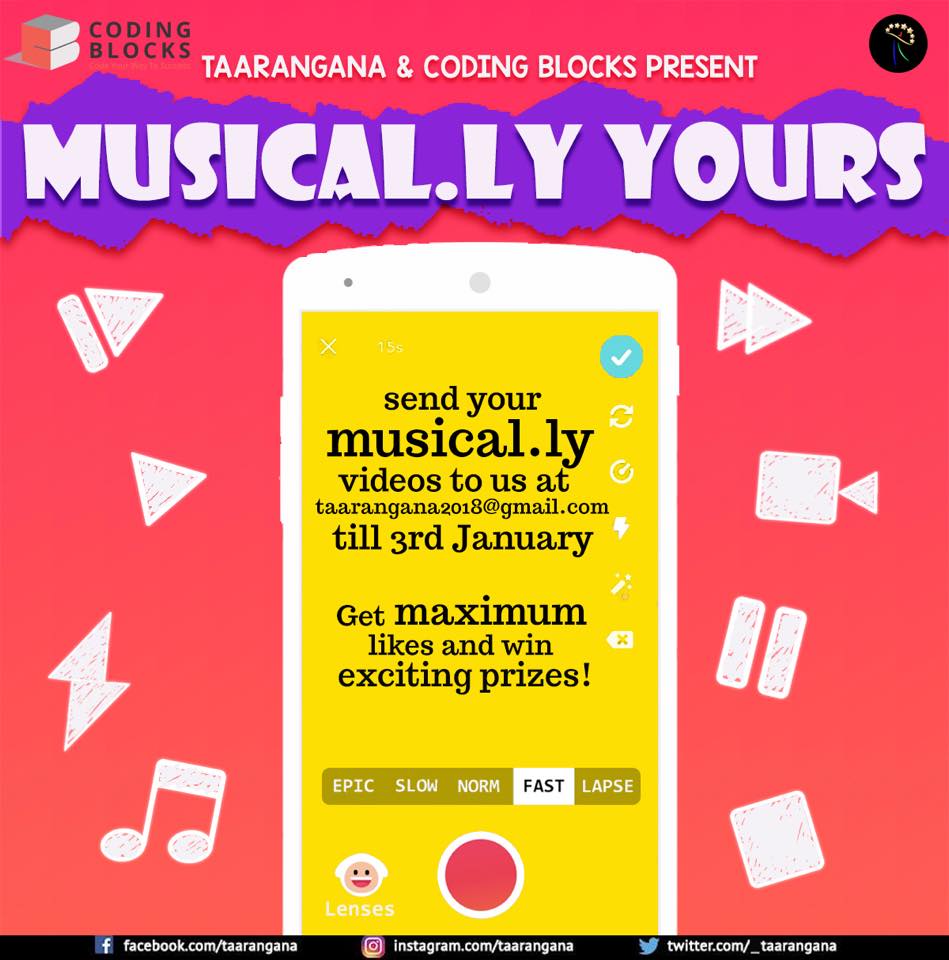 CODING
BLOCKS
TAARANGANA & CODING BLOCKS PRESENT
MUSICAL.LY YOURS
15s
send your
musical.ly
videos to us at
taarangana2018@gmail.com
till 3rd January
Get maximum
likes and win
exciting prizes!
EPIC SLOW NORM FAST LAPSE
Lenses
facebook.com/taarangana instagram.com/taarangana twitter.com/_taarangana